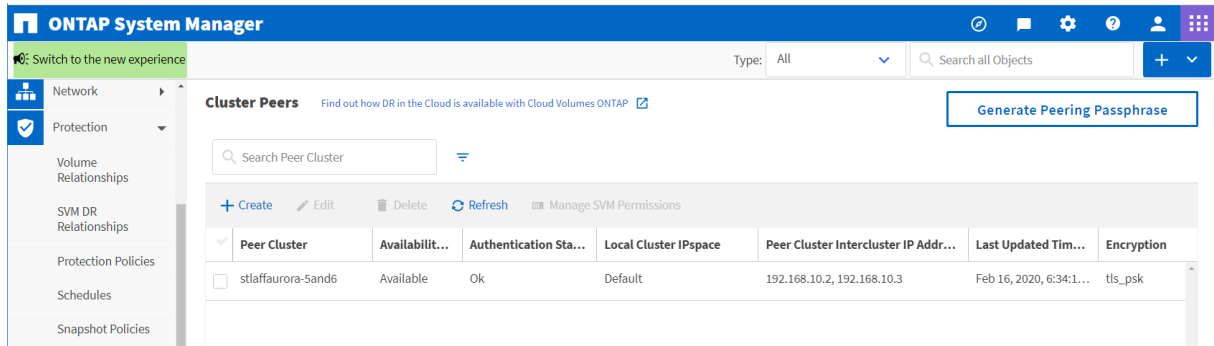 ONTAP System Manager
Switch to the new experience
Type: All
Search all Objects
Network
Cluster Peers
Find out how DR in the Cloud is available with Cloud Volumes ONTAP
Generate Peering Passphrase
Protection
Search Peer Cluster
Volume
Relationships
SVM DR
Relationships
Protection Policies
Schedules
Snapshot Policies
Create Edit Delete Refresh Manage SVM Permissions
Peer Cluster Availabilit... Authentication Sta... Local Cluster IPspace Peer Cluster Intercluster IP Addr... Last Updated Tim... Encryption
stlaffaurora-5and6 Available Ok Default 192.168.10.2, 192.168.10.3 Feb 16, 2020, 6:34:1... tls_psk